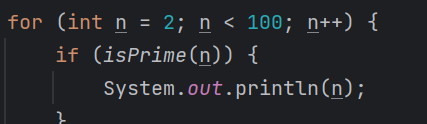 for (int n = 2; n < 100; n++) {
    if (isPrime(n)) {
        System.out.println(n);
    }